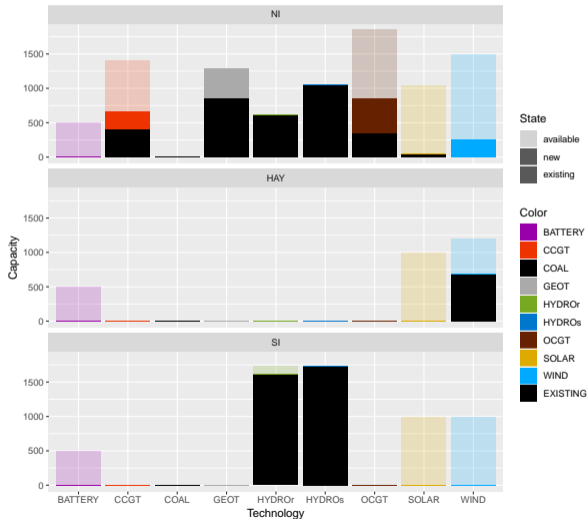 NI
1500
1000
500
0
HAY
1500
1000
500
0
SI
1500
1000
500
0
Capacity
BATTERY CCGT COAL GEOT HYDROr HYDROs OCGT SOLAR WIND
Technology
State
available
new
existing
Color
BATTERY
CCGT
COAL
GEOT
HYDROr
HYDROs
OCGT
SOLAR
WIND
EXISTING